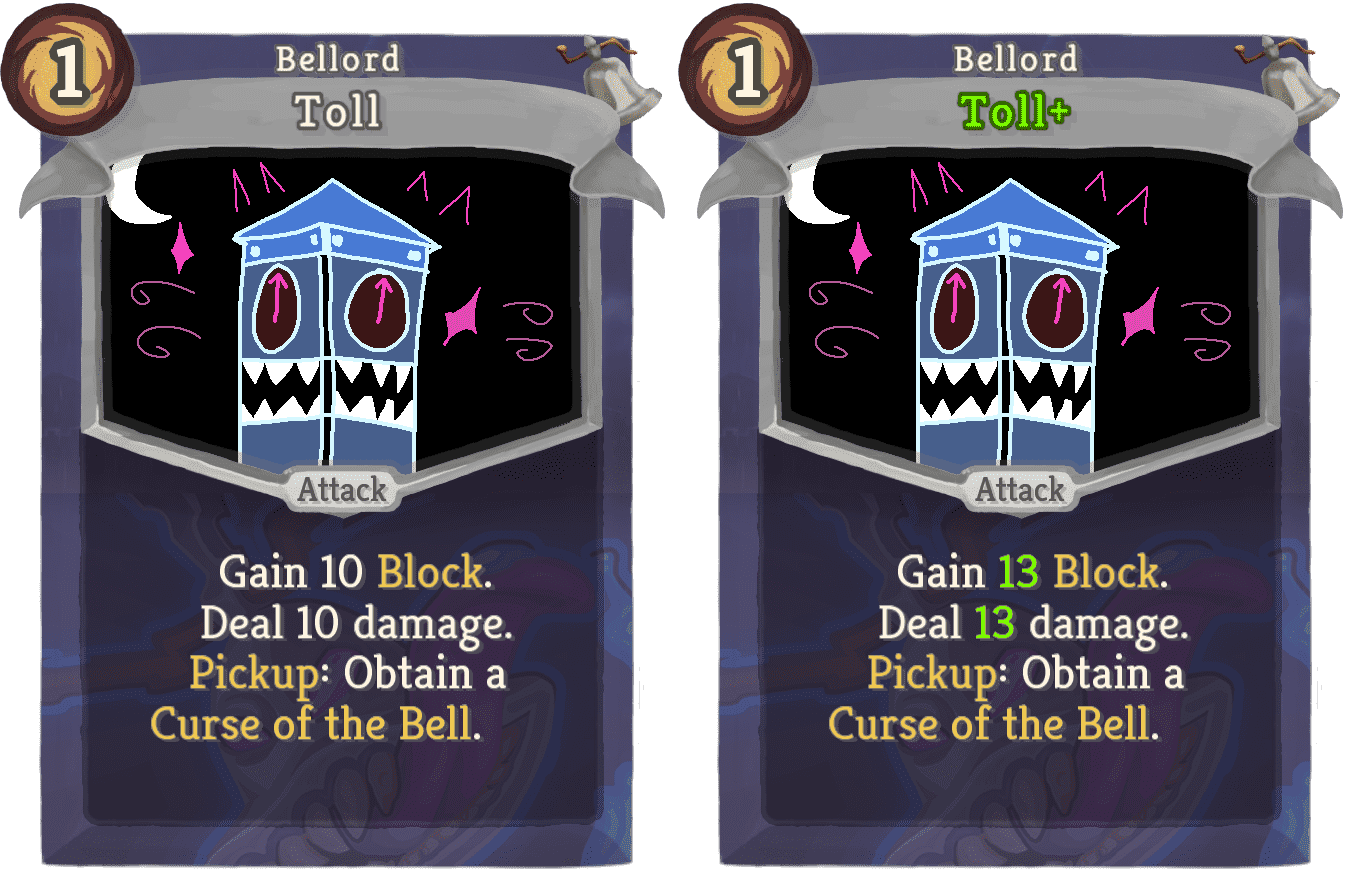 1
Bellord
Toll
Attack
Gain 10 Block.
Deal 10 damage.
Pickup: Obtain a
Curse of the Bell.
1
Bellord
Toll+
Attack
Gain 13 Block.
Deal 13 damage.
Pickup: Obtain a
Curse of the Bell.